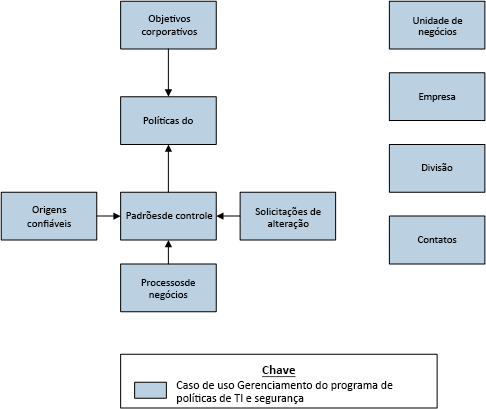 Objetivos
corporativos
Unidade de
negócios
Empresa
Políticas do
Divisão
Origens
confiáveis
Padrõesde controle
Solicitações de
alteração
Contatos
Processosde
negócios
Chave
Caso de uso Gerenciamento do programa de
políticas de TI e segurança